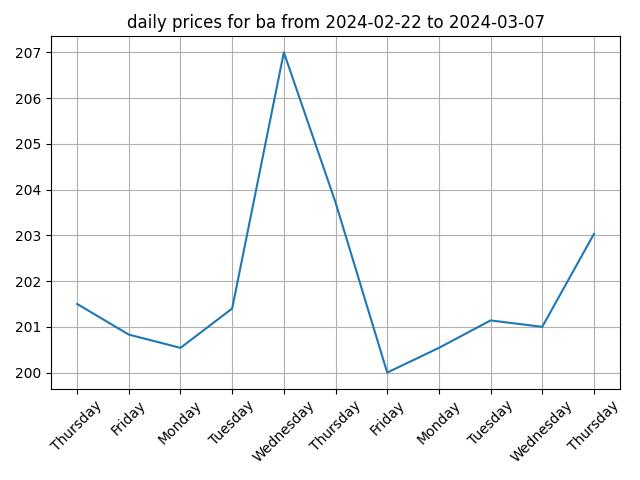 daily prices for ba from 2024-02-22 to 2024-03-07
207
206
205
204
203
202
201
200
Thursday
Friday
Monday
Tuesday
Wednesday
Thursday
Friday
Monday
Tuesday
Wednesday
Thursday